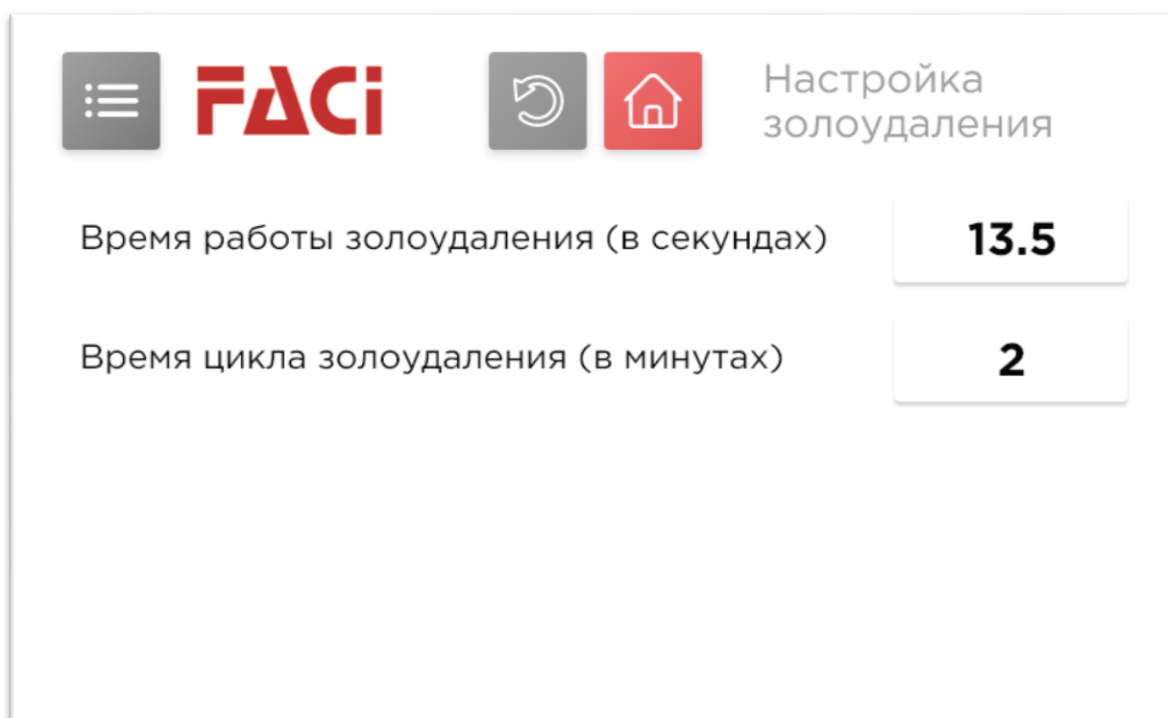 FACi
Настройка
золоудаления
Время работы золоудаления (в секундах)
13.5
Время цикла золоудаления (в минутах)
2